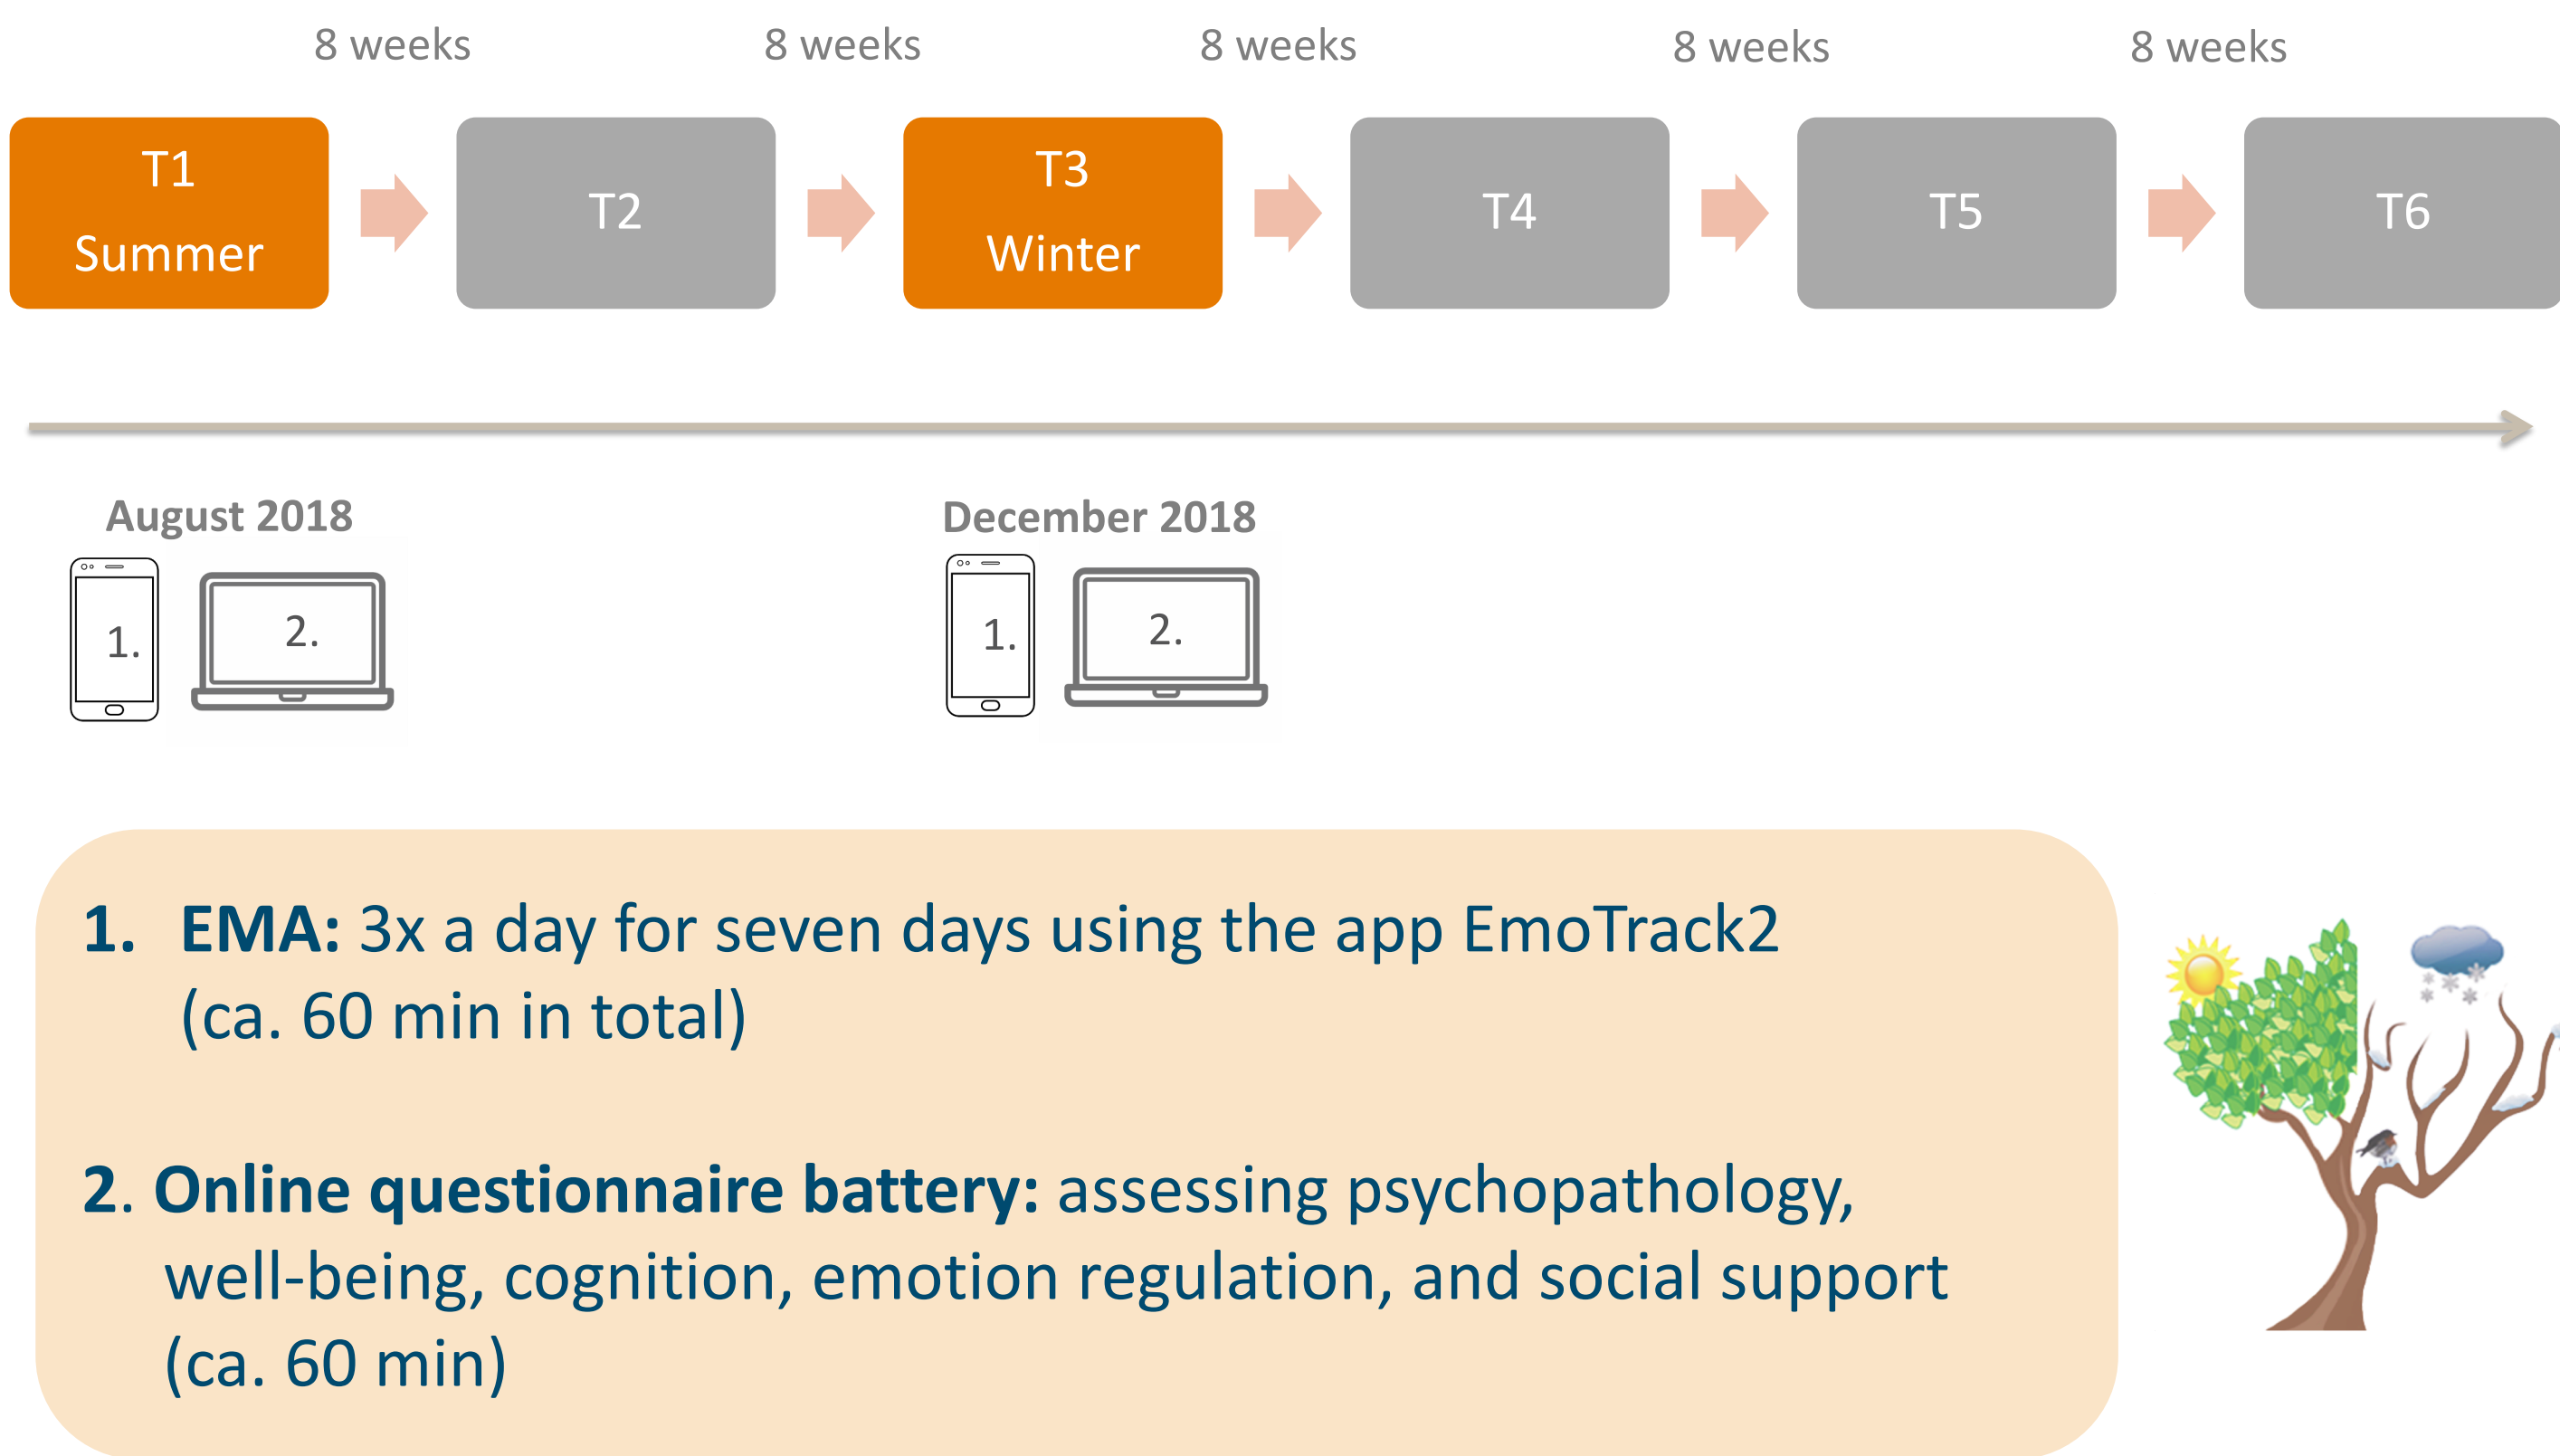 8 weeks
8 weeks
8 weeks
8 weeks
8 weeks
T1
Summer
T2
T3
Winter
T4
T5
T6
August 2018
December 2018
1.
2.
1.
2.
1. EMA: 3x a day for seven days using the app EmoTrack2
(ca. 60 min in total)
2. Online questionnaire battery: assessing psychopathology,
well-being, cognition, emotion regulation, and social support
(ca. 60 min)